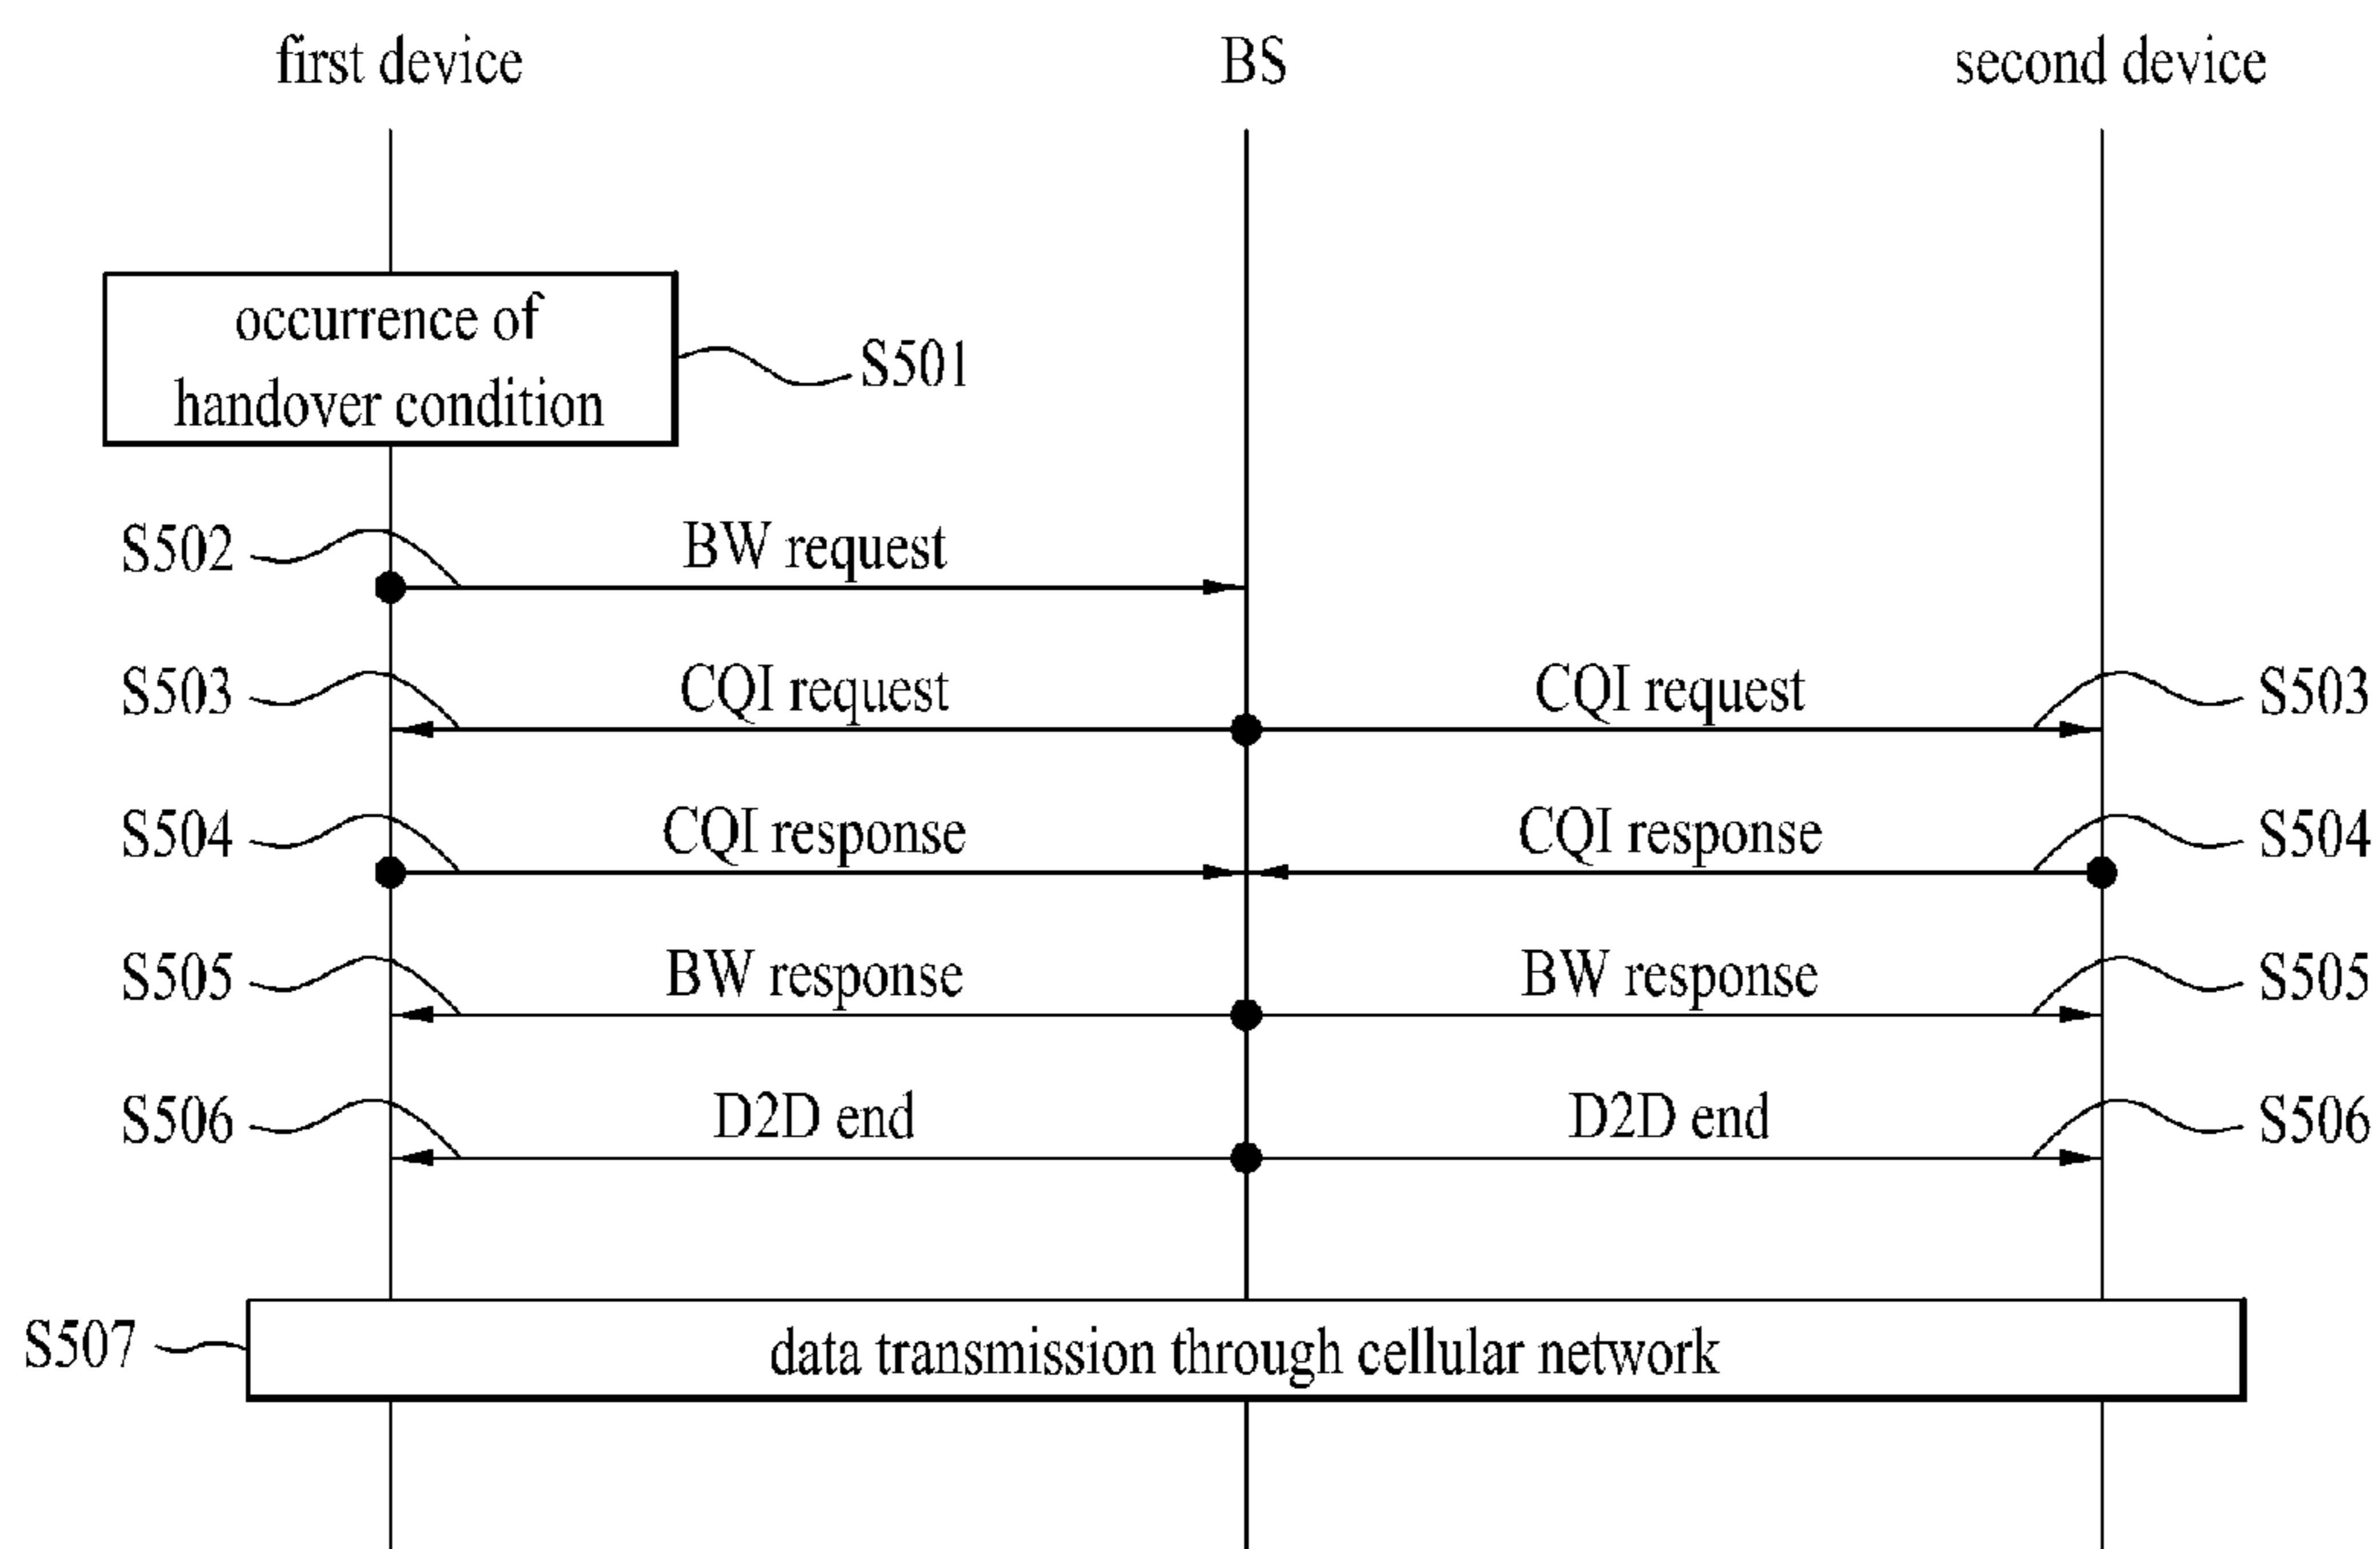 first device BS second device
occurrence of
handover condition
S501
S502 BW request
S503 CQI request CQI request S503
S504 CQI response CQI response S504
S505 BW response BW response S505
S506 D2D end D2D end S506
S507 data transmission through cellular network